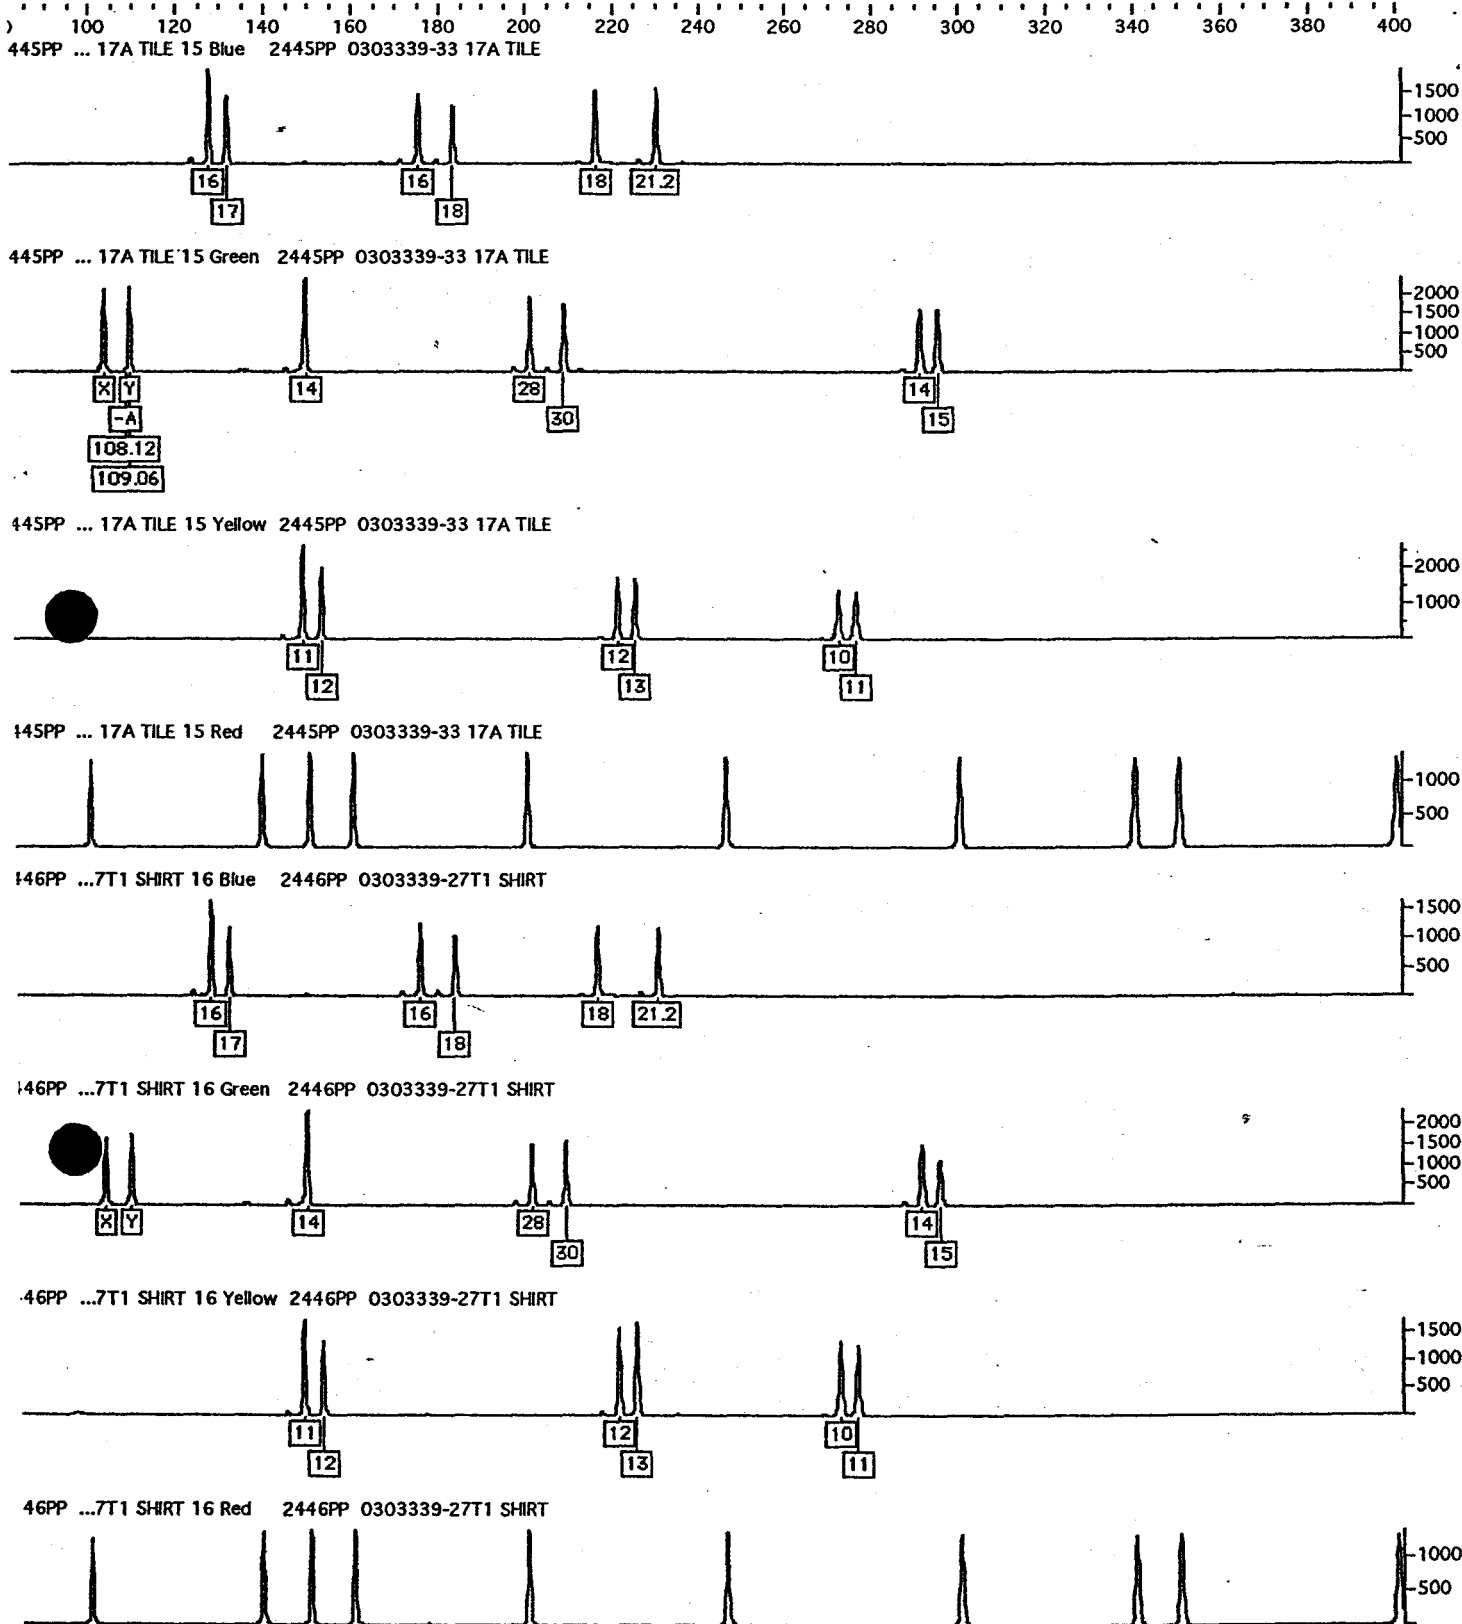 ) 100 120 140 160 180 200 220 240 260 280 300 320 340 360 380 400
445PP ... 17A TILE 15 Blue 2445PP 0303339-33 17A TILE
1500
1000
500
16 16 18 21.2
17 18
445PP ... 17A TILE 15 Green 2445PP 0303339-33 17A TILE
2000
1500
1000
500
X Y 14 28 14
-A 30 15
108.12
109.06
445PP ... 17A TILE 15 Yellow 2445PP 0303339-33 17A TILE
2000
1000
11 12 10
12 13 11
445PP ... 17A TILE 15 Red 2445PP 0303339-33 17A TILE
1000
500
446PP ...7T1 SHIRT 16 Blue 2446PP 0303339-27T1 SHIRT
1500
1000
500
16 16 18 21.2
17 18
446PP ...7T1 SHIRT 16 Green 2446PP 0303339-27T1 SHIRT
2000
1500
1000
500
X Y 14 28 14
30 15
46PP ...7T1 SHIRT 16 Yellow 2446PP 0303339-27T1 SHIRT
1500
1000
500
11 12 10
12 13 11
46PP ...7T1 SHIRT 16 Red 2446PP 0303339-27T1 SHIRT
1000
500